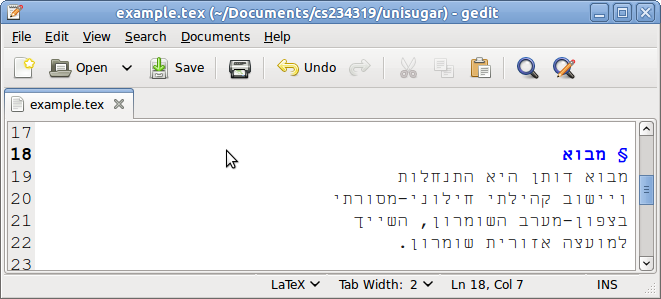 example.tex (~/Documents/cs234319/unisugar) - gedit
File Edit View Search Documents Help
Open Save Undo
example.tex
17
18 § מבוא
19 מבוא דותן היא התנחלות
20 ויישוב קהילתי חילוני-מסורתי
21 בצפון-מערב השומרון, השייך
22 למועצה אזורית שומרון.
23
LaTeX Tab Width: 2 Ln 18, Col 7 INS